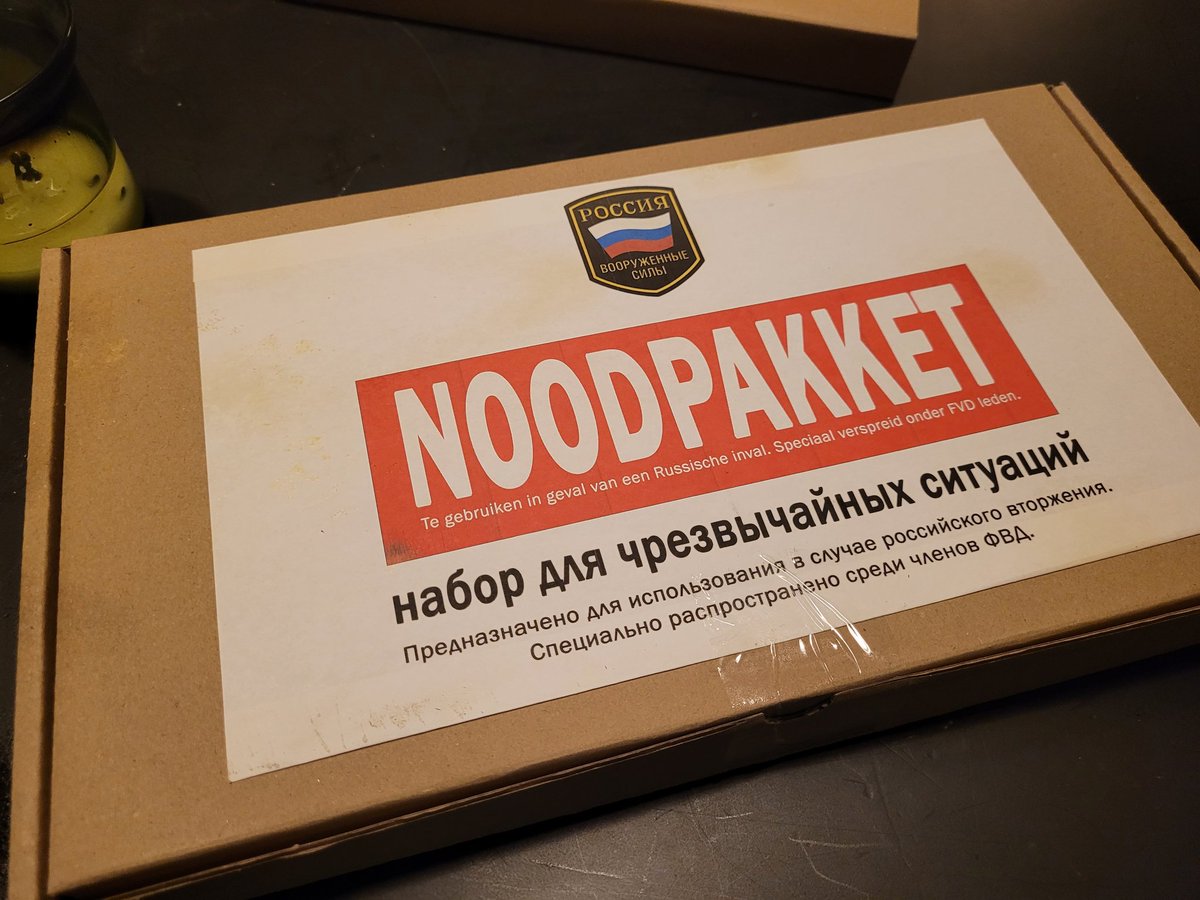 РОССИЯ
ВООРУЖЕННЫЕ
СИЛЫ
NOODPAKKET
Te gebruiken in geval van een Russische inval. Speciaal verspreid onder FVD leden.
набор для чрезвычайных ситуаций
Предназначено для использования в случае российского вторжения.
Специально распространено среди членов ФВД.